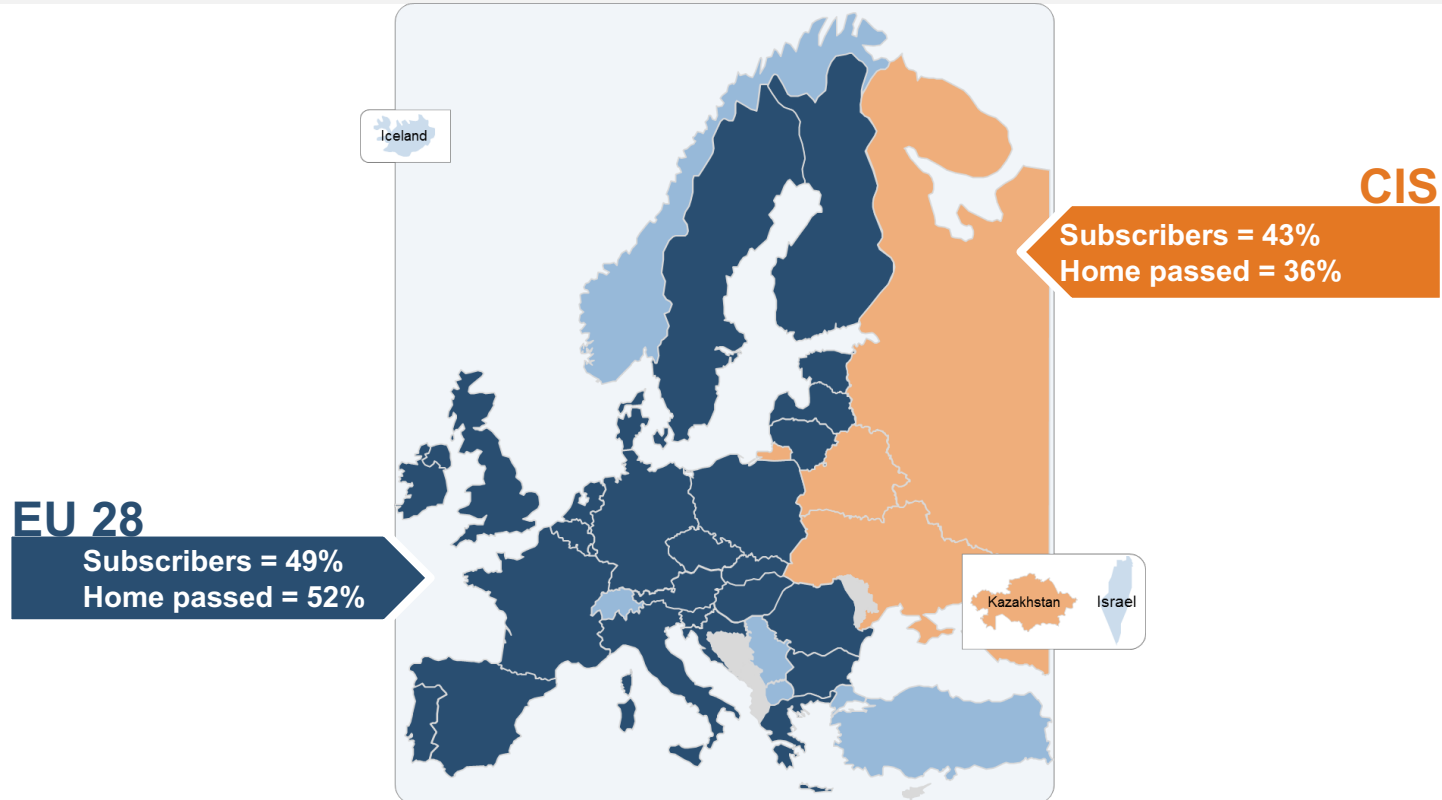 Iceland
CIS
Subscribers = 43%
Home passed = 36%
EU 28
Subscribers = 49%
Home passed = 52%
Kazakhstan
Israel